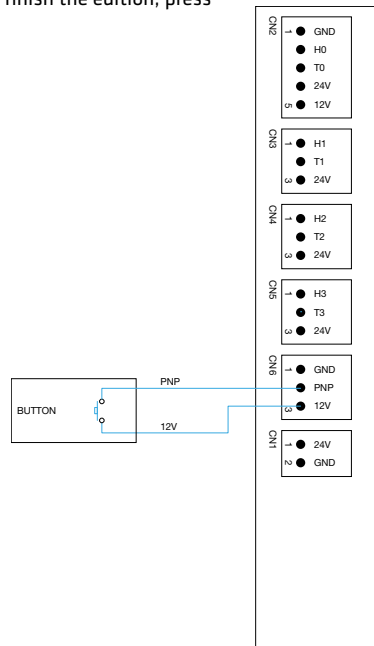 finish the edition, press
CN2
1 GND
H0
T0
24V
5 12V
CN3
1 H1
T1
3 24V
CN4
1 H2
T2
3 24V
CN5
1 H3
T3
3 24V
CN6
1 GND
PNP
3 12V
CN1
1 24V
2 GND
PNP
BUTTON
12V